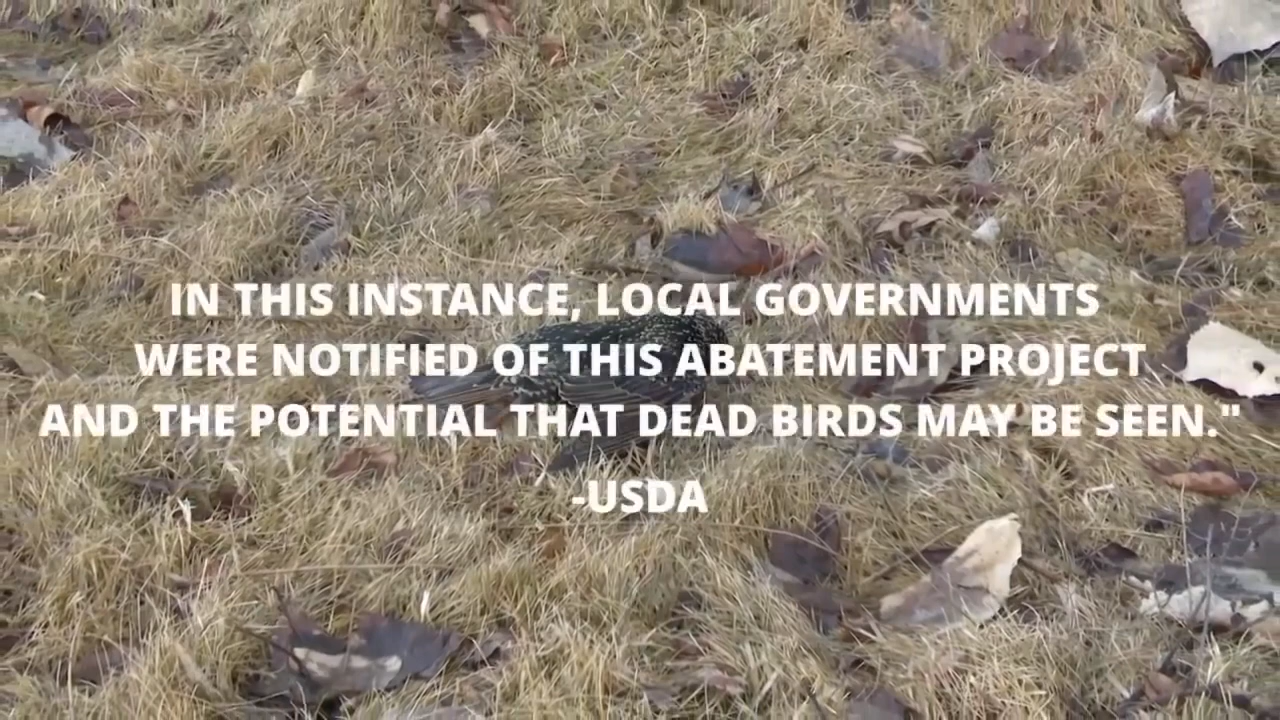 IN THIS INSTANCE, LOCAL GOVERNMENTS
WERE NOTIFIED OF THIS ABATEMENT PROJECT
AND THE POTENTIAL THAT DEAD BIRDS MAY BE SEEN."
-USDA